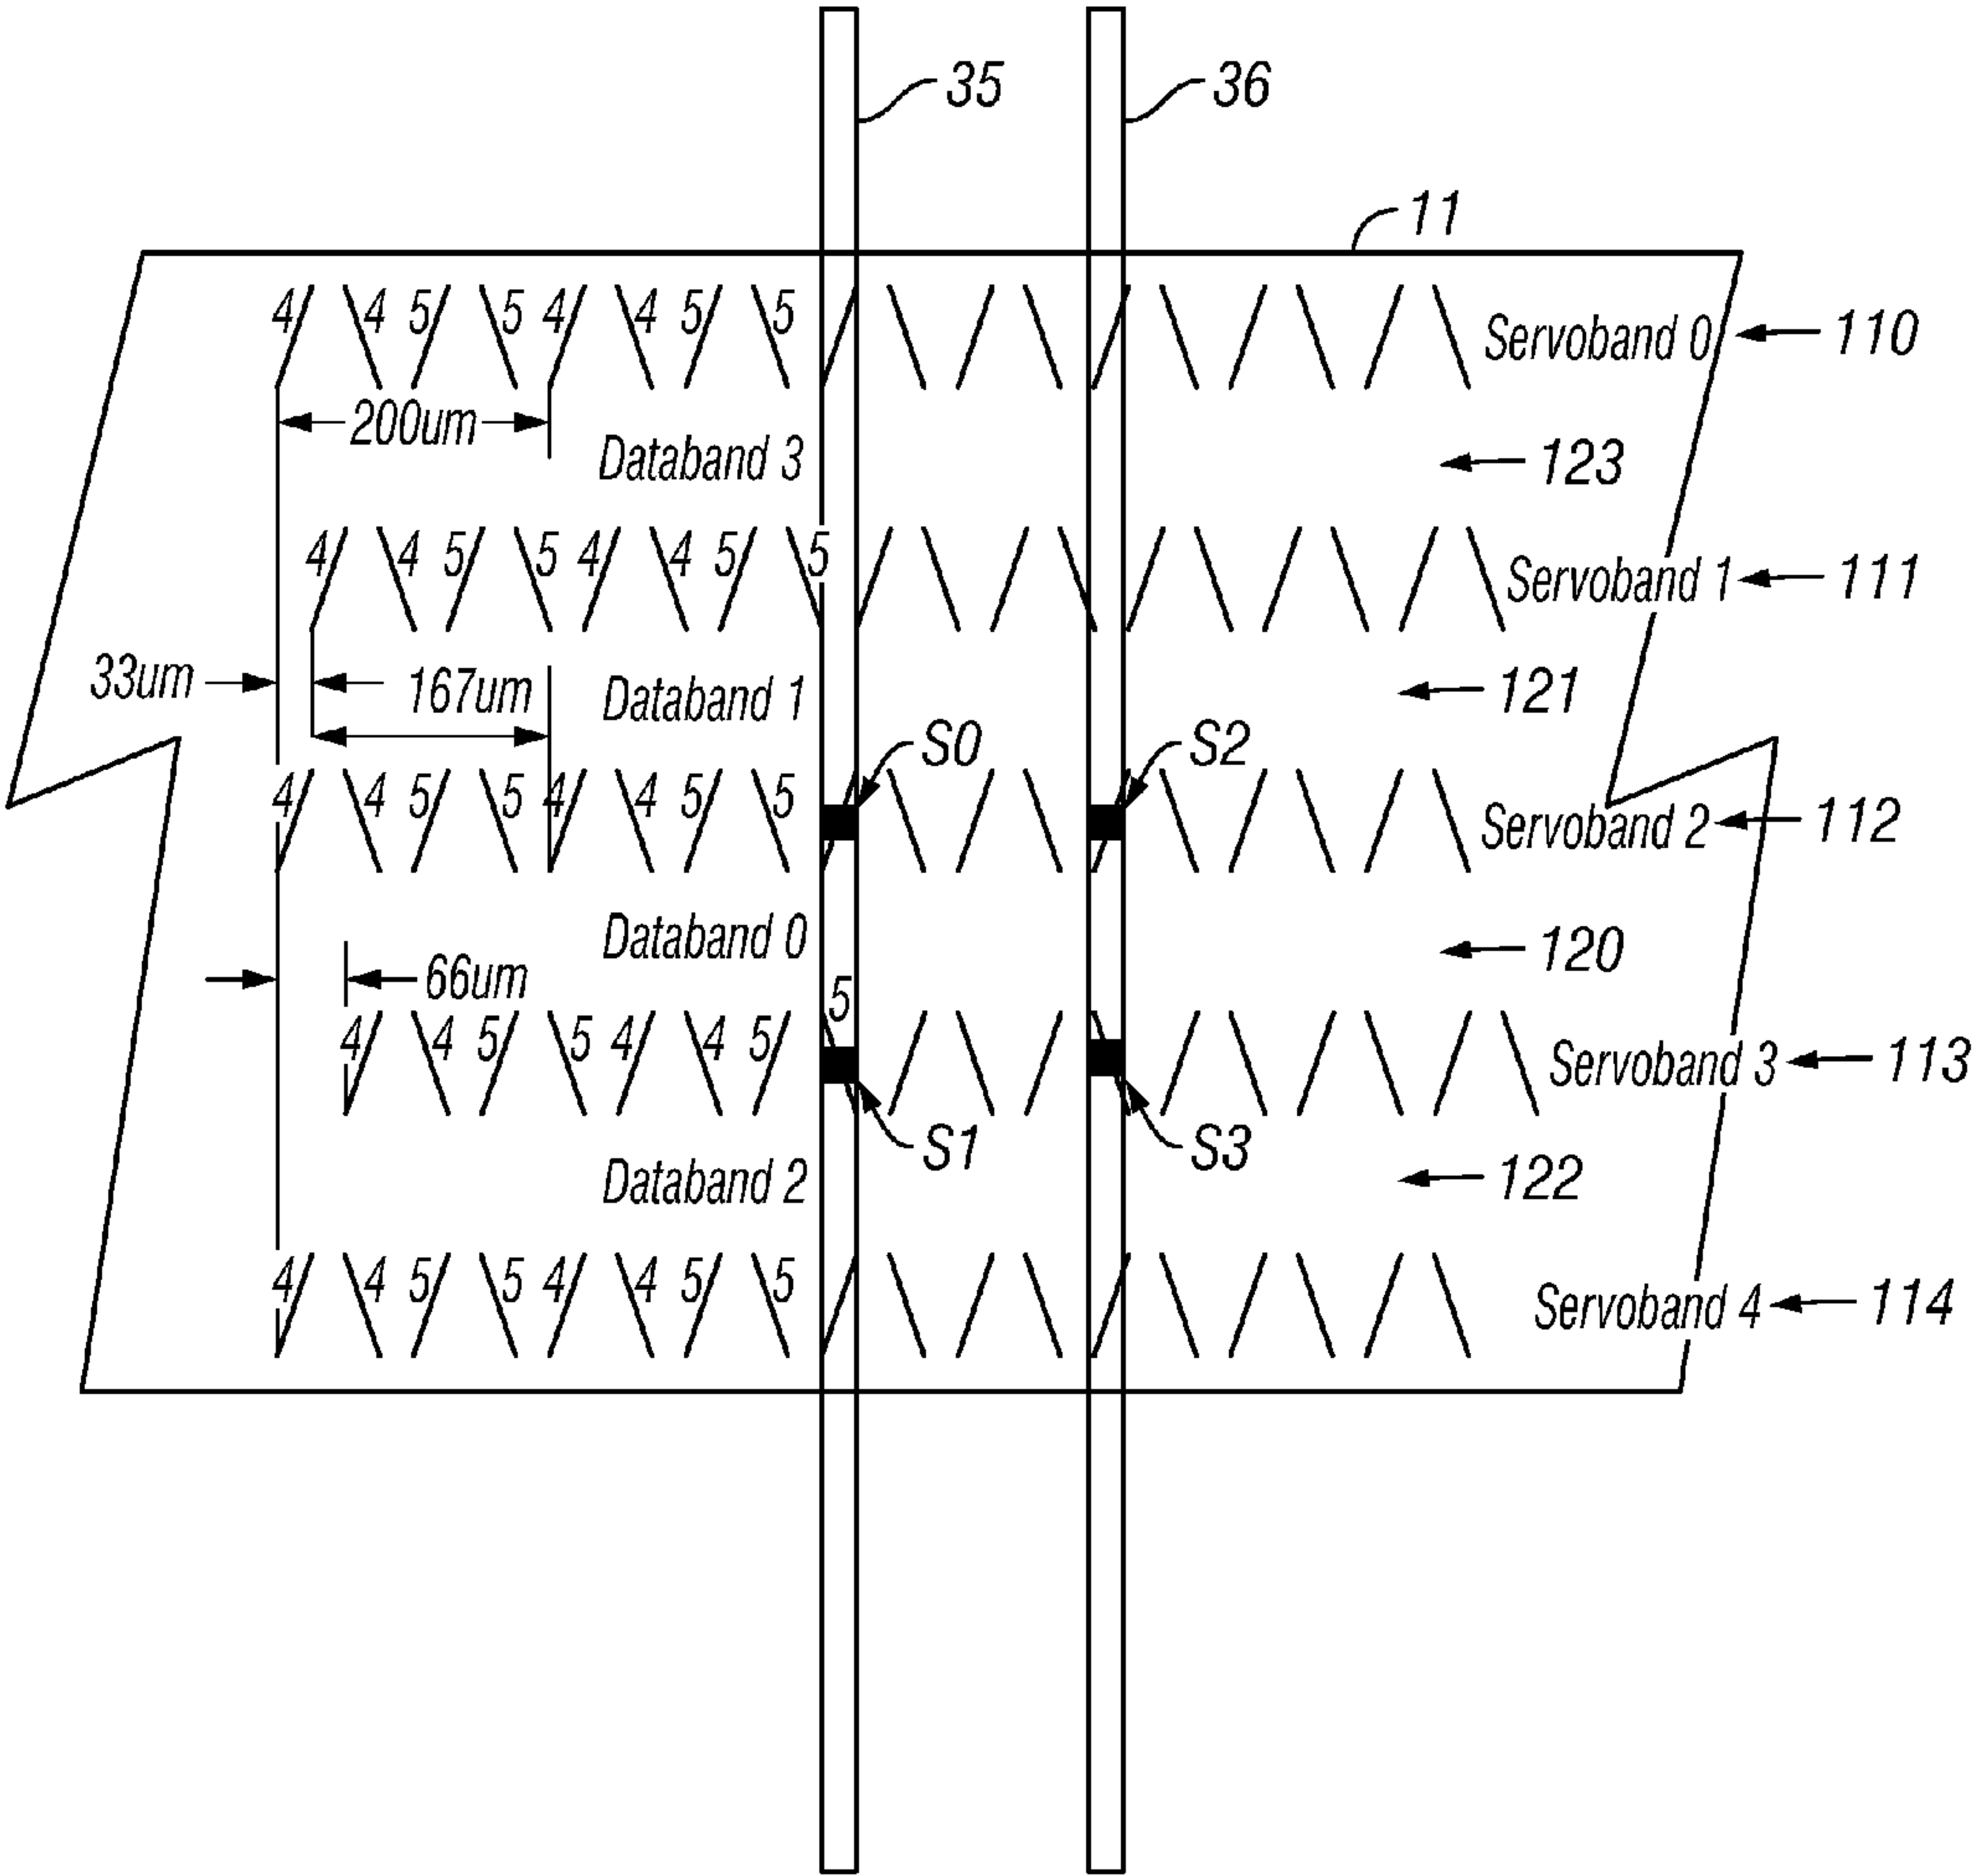 35
36
11
4 4 5 5 4 4 5 5
Servoband 0 110
200um
Databand 3 123
4 4 5 5 4 4 5 5
Servoband 1 111
33um 167um Databand 1 121
S0 S2
4 4 5 5 4 4 5 5
Servoband 2 112
Databand 0 120
66um
5
4 4 5 5 4 4 5
Servoband 3 113
S1 S3
Databand 2 122
4 4 5 5 4 4 5 5
Servoband 4 114